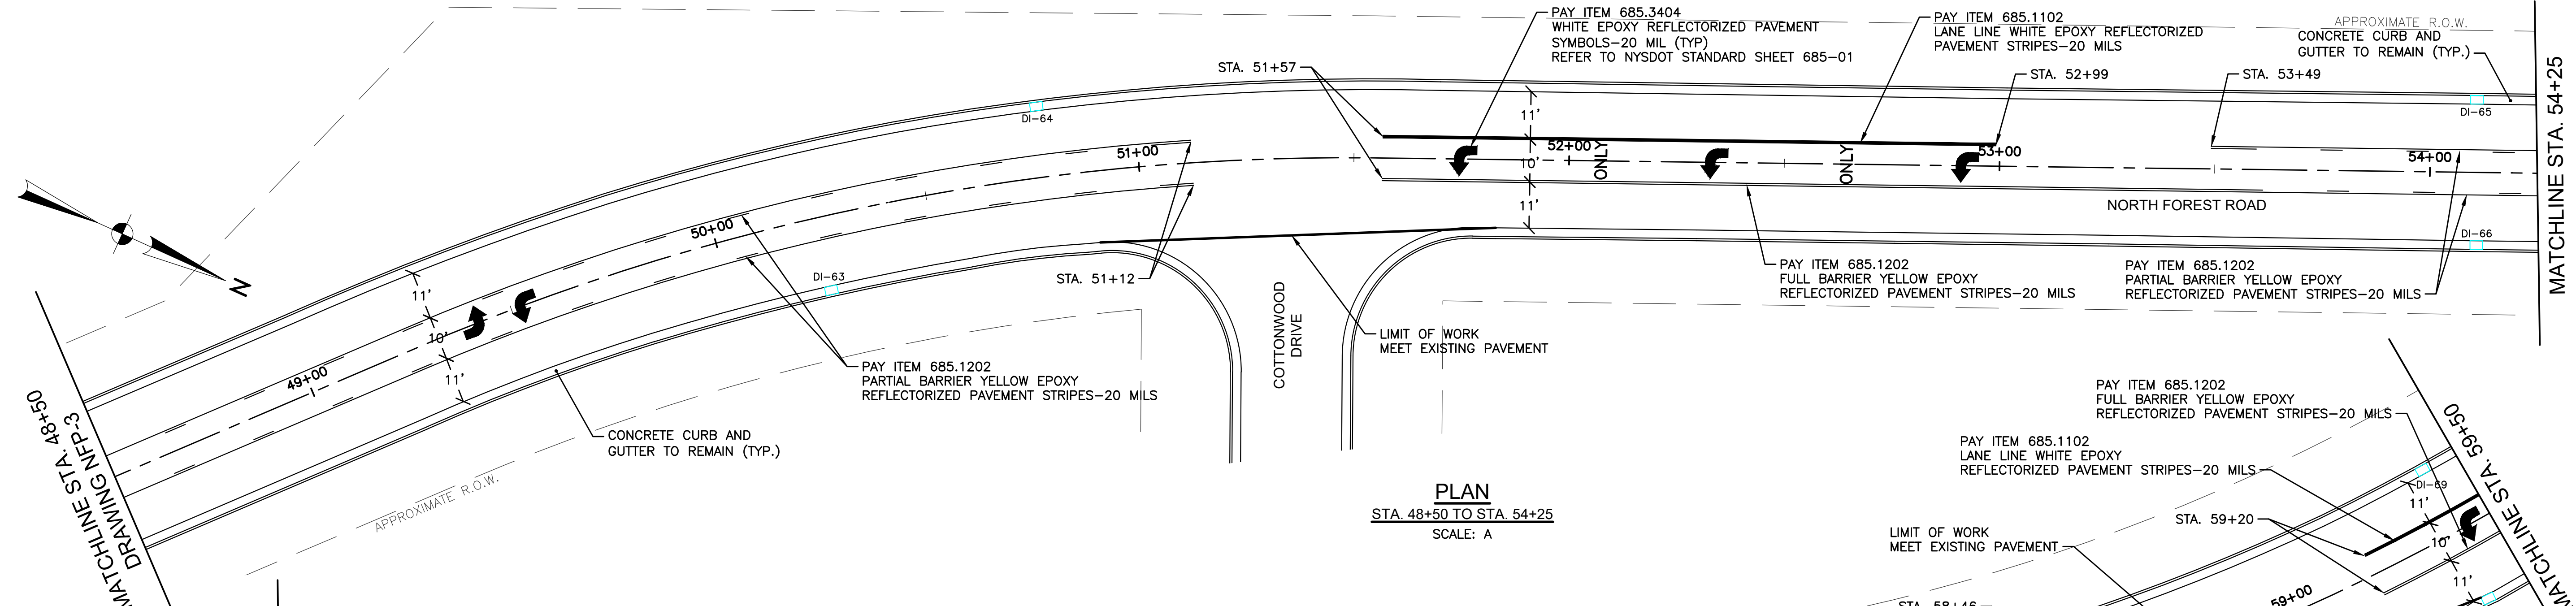 PAY ITEM 685.3404
WHITE EPOXY REFLECTORIZED PAVEMENT
SYMBOLS-20 MIL (TYP)
REFER TO NYSDOT STANDARD SHEET 685-01
PAY ITEM 685.1102
LANE LINE WHITE EPOXY REFLECTORIZED
PAVEMENT STRIPES-20 MILS
APPROXIMATE R.O.W.
CONCRETE CURB AND
GUTTER TO REMAIN (TYP.)
STA. 51+57
STA. 52+99
STA. 53+49
MATCHLINE STA. 54+25
DI-64
DI-65
11'
10'
11'
51+00
52+00
ONLY
ONLY
53+00
54+00
NORTH FOREST ROAD
50+00
DI-63
STA. 51+12
DI-66
N
PAY ITEM 685.1202
FULL BARRIER YELLOW EPOXY
REFLECTORIZED PAVEMENT STRIPES-20 MILS
PAY ITEM 685.1202
PARTIAL BARRIER YELLOW EPOXY
REFLECTORIZED PAVEMENT STRIPES-20 MILS
11'
10'
11'
49+00
COTTONWOOD
DRIVE
LIMIT OF WORK
MEET EXISTING PAVEMENT
PAY ITEM 685.1202
PARTIAL BARRIER YELLOW EPOXY
REFLECTORIZED PAVEMENT STRIPES-20 MILS
CONCRETE CURB AND
GUTTER TO REMAIN (TYP.)
MATCHLINE STA. 48+50
DRAWING NFP-3
APPROXIMATE R.O.W.
PLAN
STA. 48+50 TO STA. 54+25
SCALE: A
PAY ITEM 685.1202
FULL BARRIER YELLOW EPOXY
REFLECTORIZED PAVEMENT STRIPES-20 MILS
PAY ITEM 685.1102
LANE LINE WHITE EPOXY
REFLECTORIZED PAVEMENT STRIPES-20 MILS
MATCHLINE STA. 59+50
DI-69
11'
10'
11'
STA. 59+20
LIMIT OF WORK
MEET EXISTING PAVEMENT
59+00
STA. 58+46